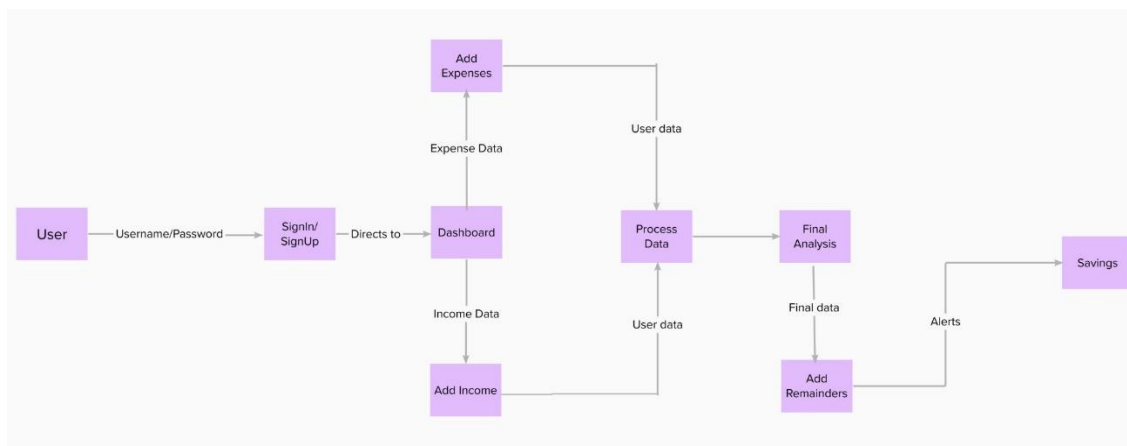 Add
Expenses
User data
Expense Data
User
Username/Password
SignIn/
SignUp
Directs to
Dashboard
Process
Data
Final
Analysis
Savings
Income Data
User data
Final data
Alerts
Add Income
Add
Remainders